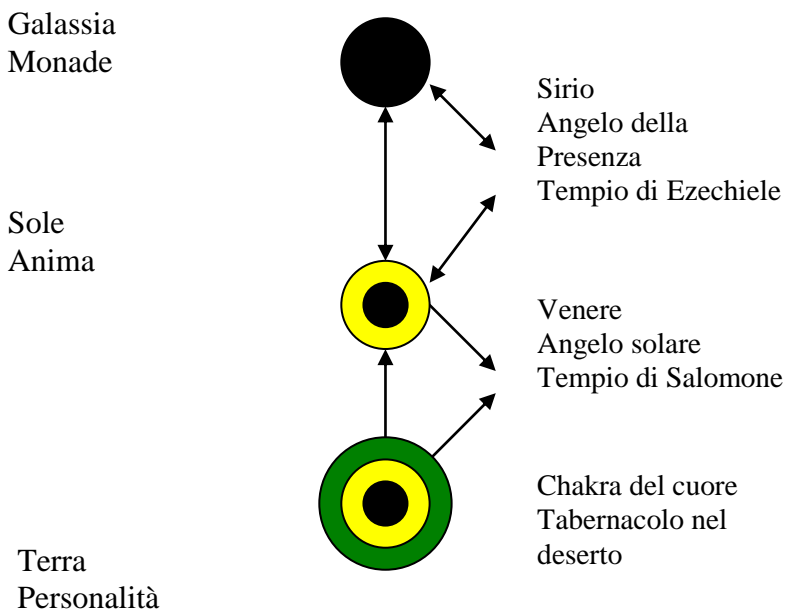 Galassia
Monade
Sirio
Angelo della
Presenza
Tempio di Ezechiele
Sole
Anima
Venere
Angelo solare
Tempio di Salomone
Chakra del cuore
Tabernacolo nel
deserto
Terra
Personalità